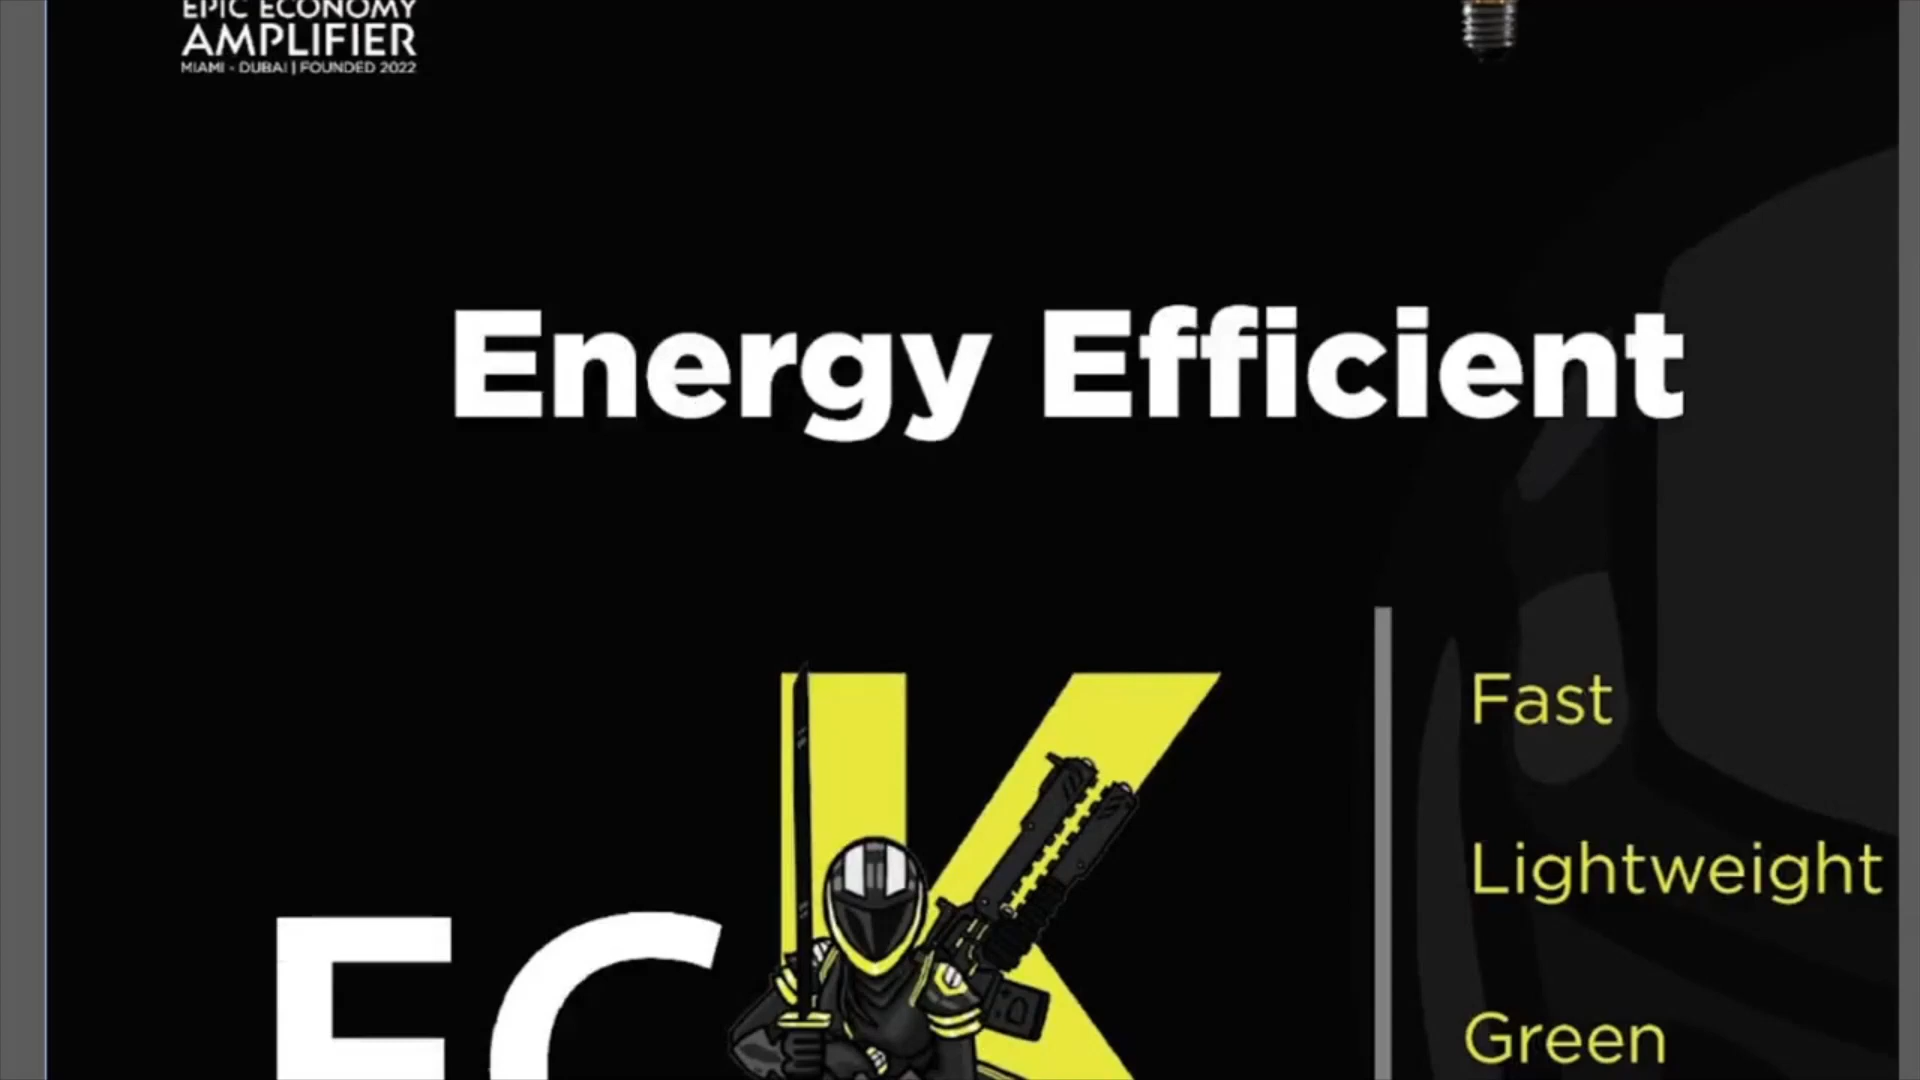 EPIC ECONOMY
AMPLIFIER
MIAMI - DUBAI | FOUNDED 2022
Energy Efficient
K
Fast
Lightweight
Green